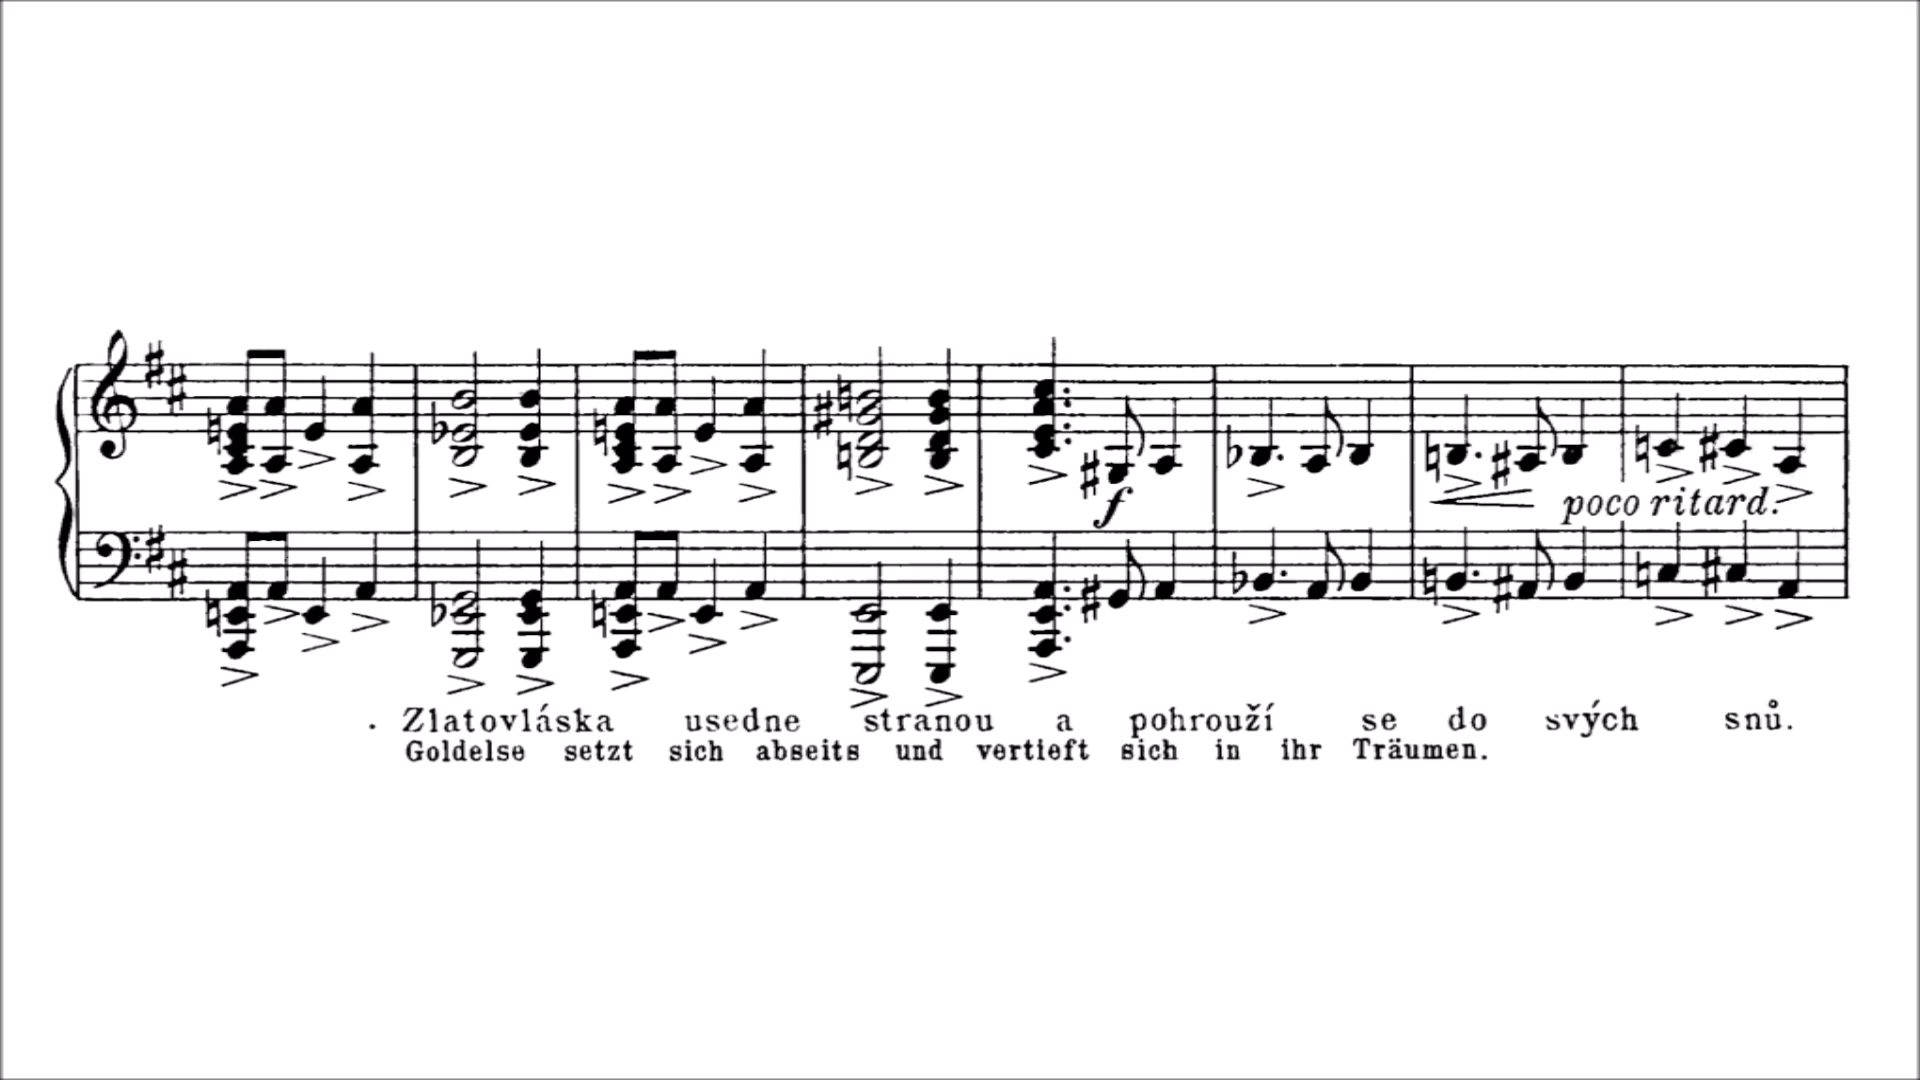 f
poco ritard.
. Zlatovláska usedne stranou a pohrouží se do svých snů.
Goldelse setzt sich abseits und vertieft sich in ihr Träumen.